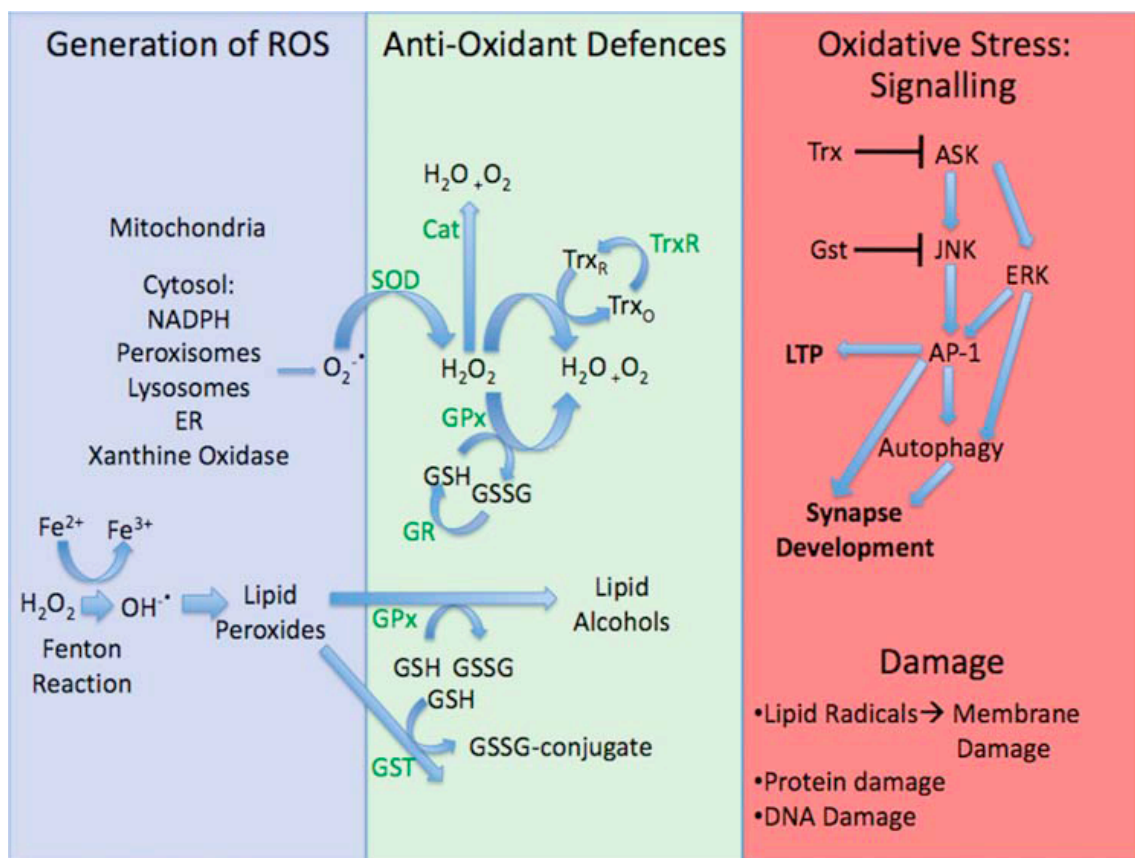 Generation of ROS
Mitochondria
Cytosol:
NADPH
Peroxisomes
Lysosomes
ER
Xanthine Oxidase
O₂⁻•
Fe²⁺
Fe³⁺
H₂O₂
OH⁻•
Fenton
Reaction
Lipid
Peroxides
Anti-Oxidant Defences
H₂O + O₂
Cat
SOD
TrxR
Trx_R
Trx_O
H₂O₂
H₂O + O₂
GPx
GSH
GSSG
GR
GPx
Lipid
Alcohols
GSH GSSG
GSH
GSSG-conjugate
GST
Oxidative Stress:
Signalling
Trx
ASK
Gst
JNK
ERK
LTP
AP-1
Autophagy
Synapse
Development
Damage
•Lipid Radicals→ Membrane
Damage
•Protein damage
•DNA Damage